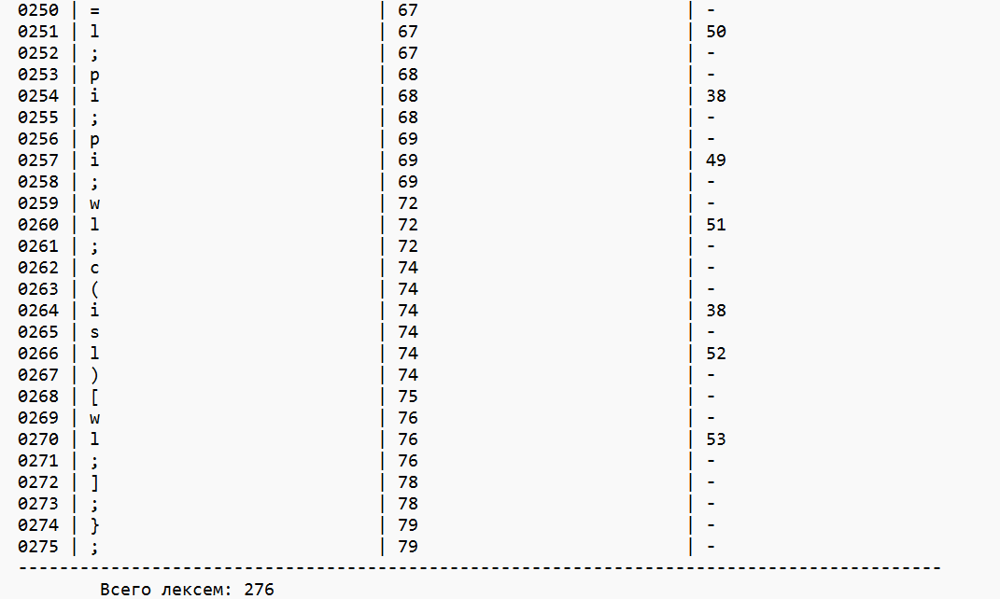 0250 | = | 67 | -
0251 | l | 67 | 50
0252 | ; | 67 | -
0253 | p | 68 | -
0254 | i | 68 | 38
0255 | ; | 68 | -
0256 | p | 69 | -
0257 | i | 69 | 49
0258 | ; | 69 | -
0259 | w | 72 | -
0260 | l | 72 | 51
0261 | ; | 72 | -
0262 | c | 74 | -
0263 | ( | 74 | -
0264 | i | 74 | 38
0265 | s | 74 | -
0266 | l | 74 | 52
0267 | ) | 74 | -
0268 | [ | 75 | -
0269 | w | 76 | -
0270 | l | 76 | 53
0271 | ; | 76 | -
0272 | ] | 78 | -
0273 | ; | 78 | -
0274 | } | 79 | -
0275 | ; | 79 | -
------------------------------------------------------------------------------------------
Всего лексем: 276